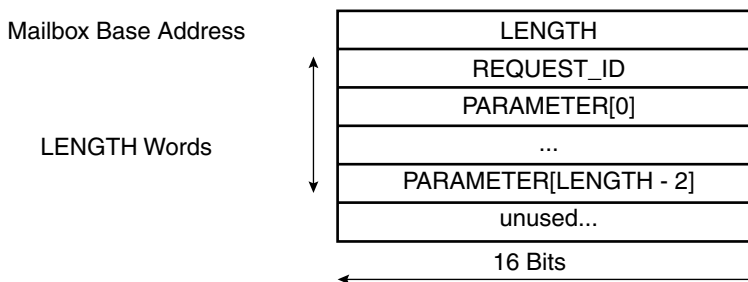 Mailbox Base Address
LENGTH
REQUEST_ID
PARAMETER[0]
LENGTH Words
...
PARAMETER[LENGTH - 2]
unused...
16 Bits